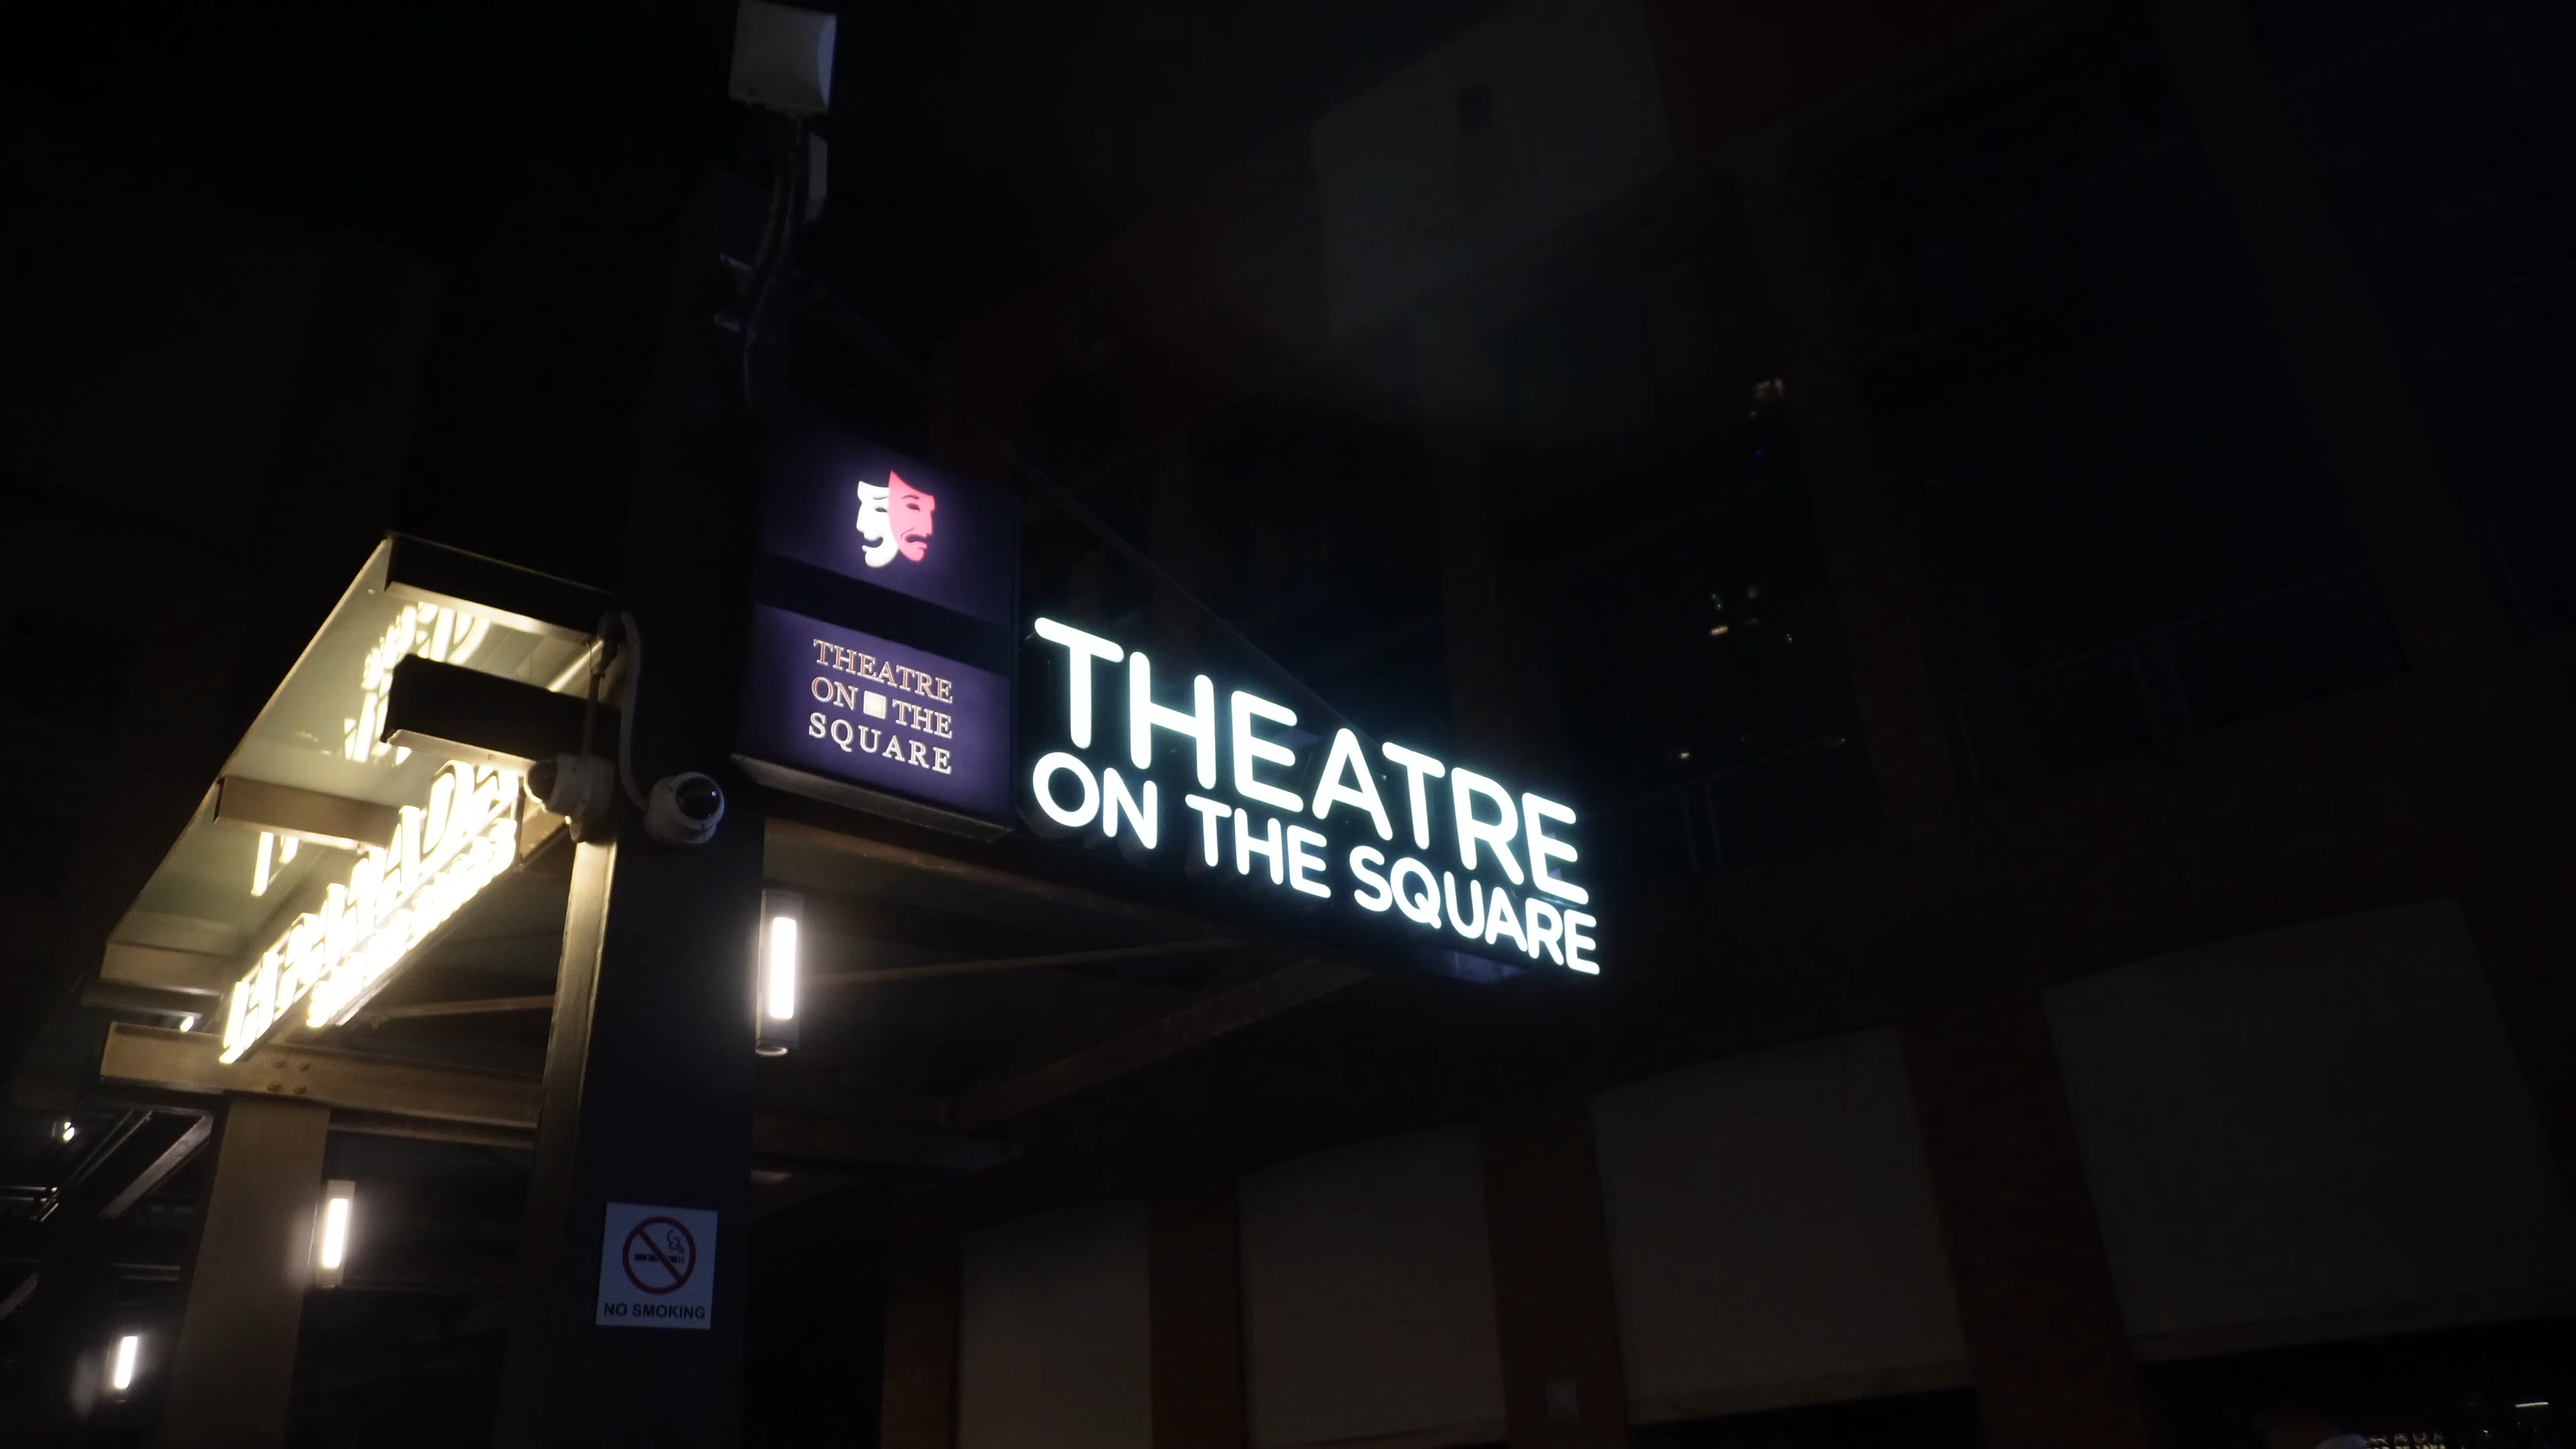 THEATRE
ON THE
SQUARE
THEATRE
ON THE SQUARE
NO SMOKING